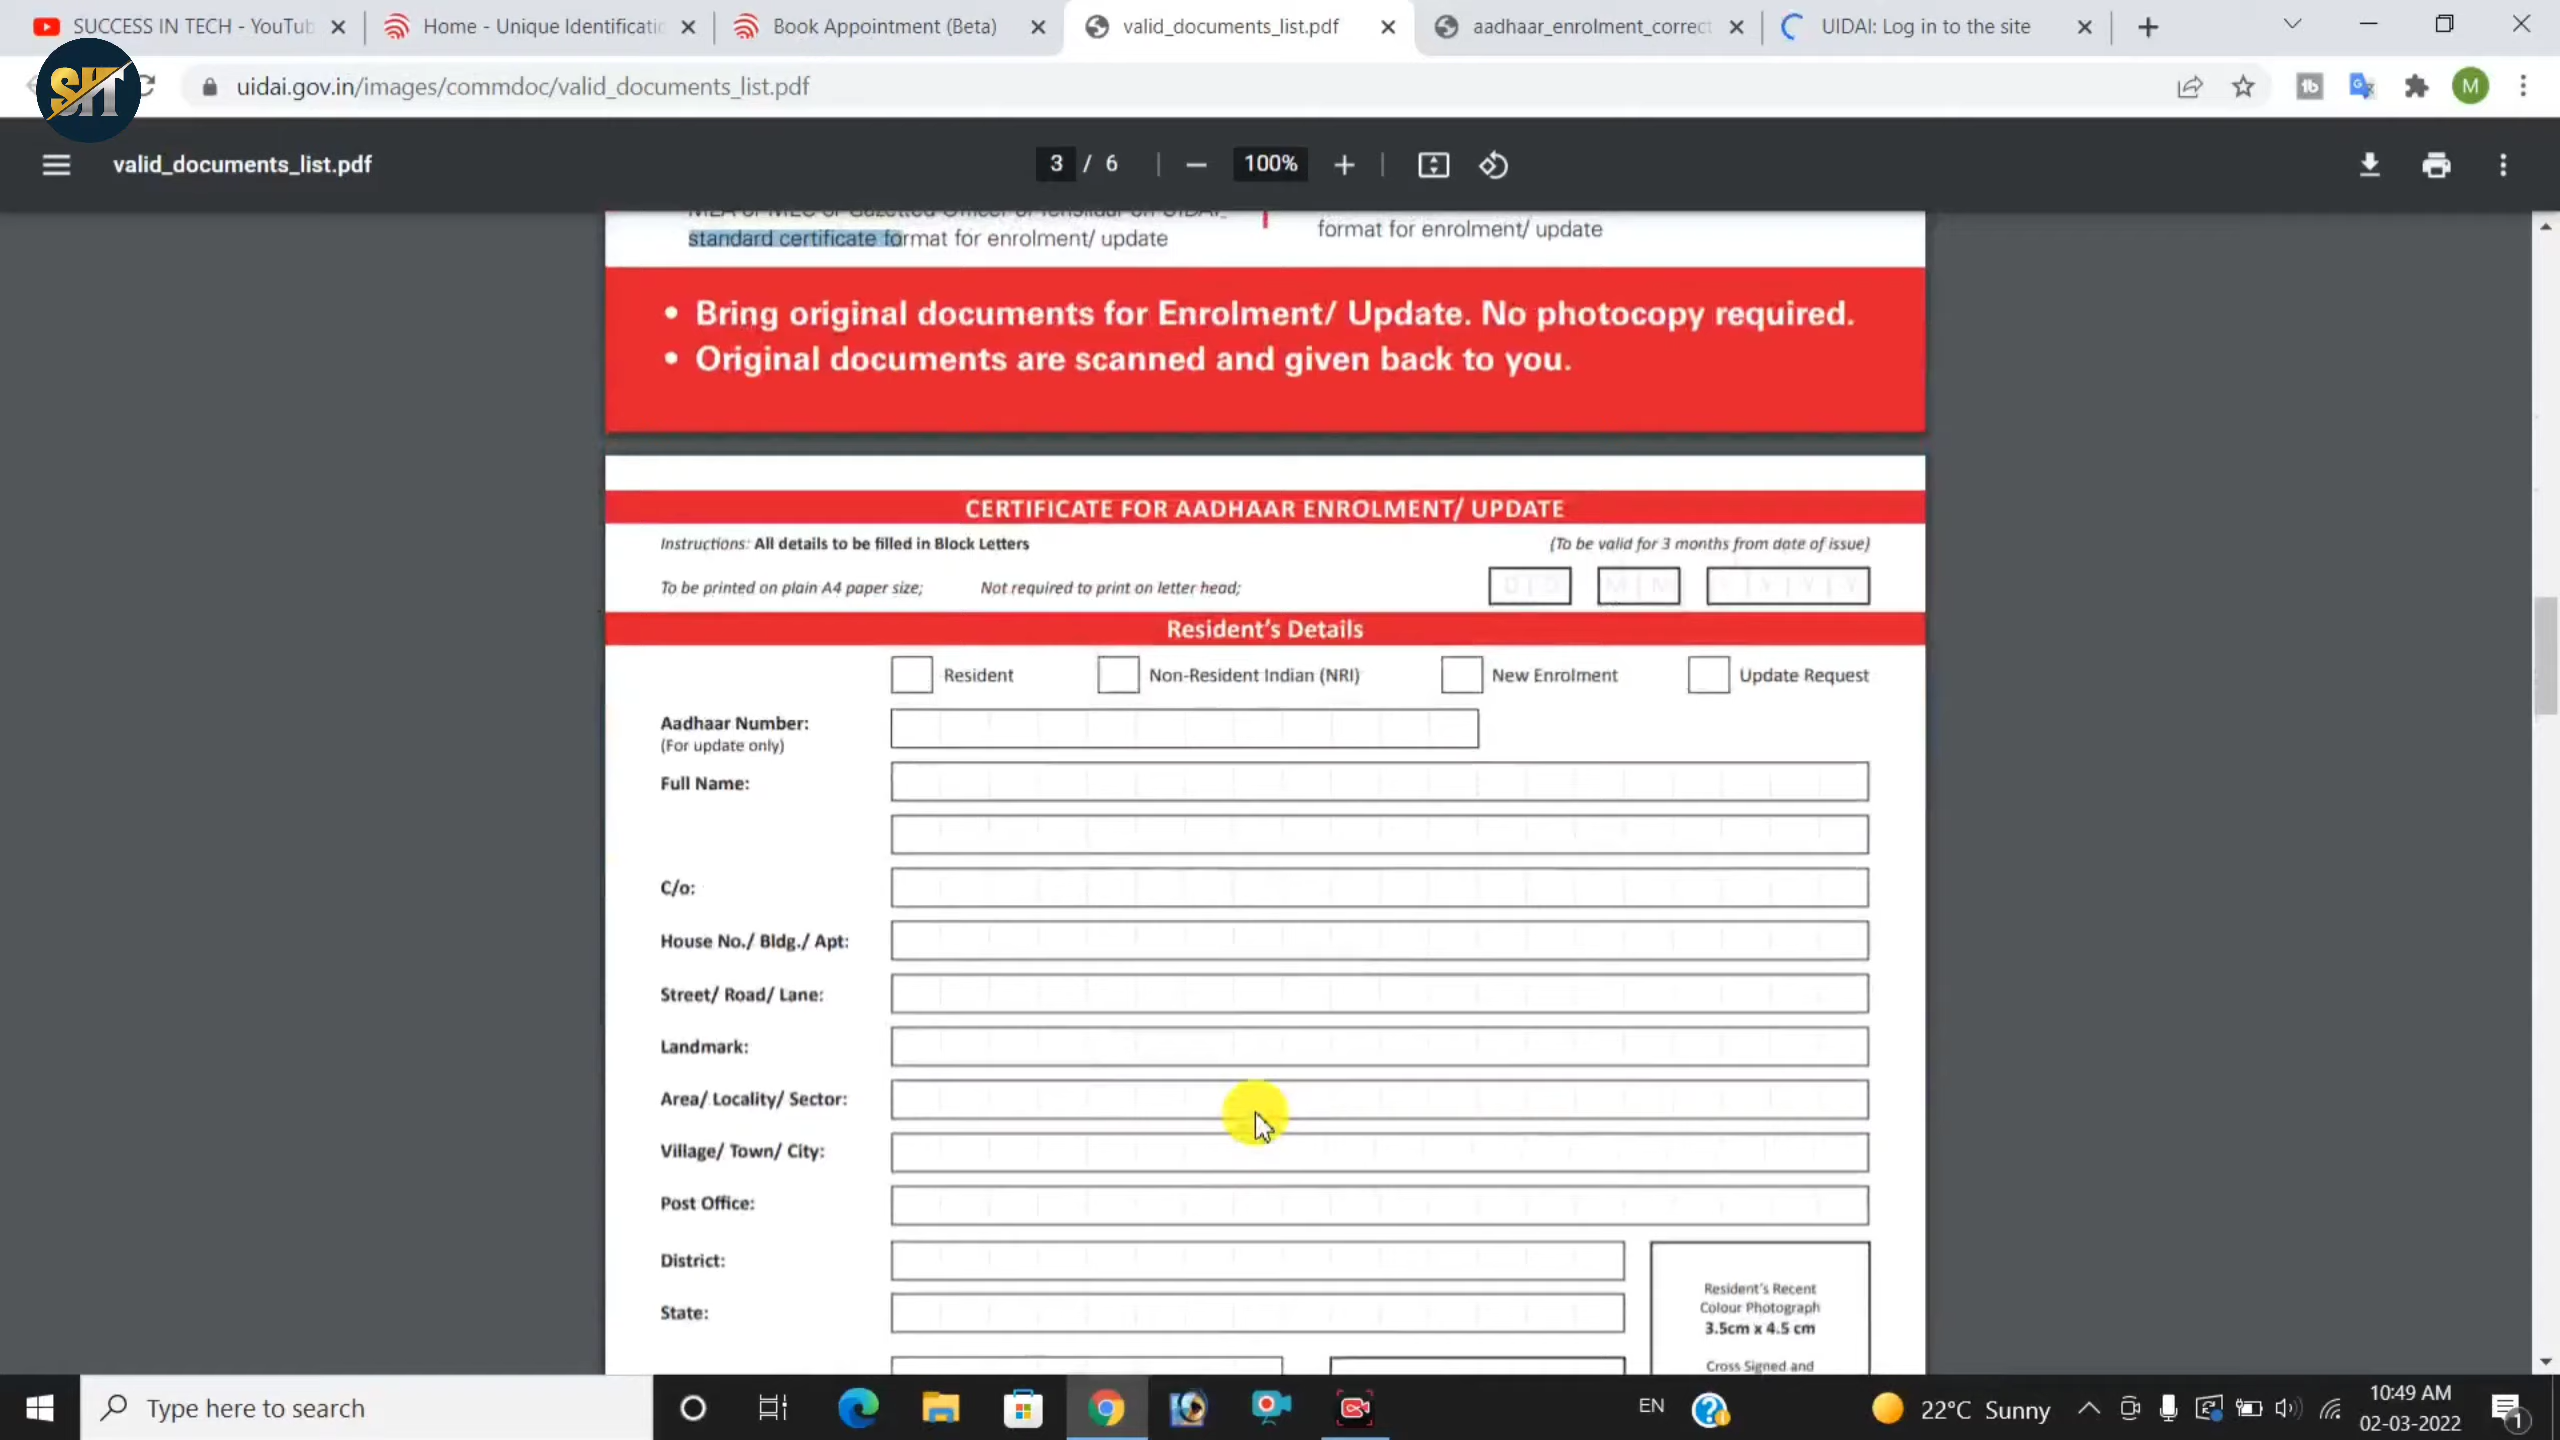 SUCCESS IN TECH - YouTub
Home - Unique Identificati
Book Appointment (Beta)
valid_documents_list.pdf
aadhaar_enrolment_correct
UIDAI: Log in to the site
SIT
uidai.gov.in/images/commdoc/valid_documents_list.pdf
M
valid_documents_list.pdf
3 / 6
100%
standard certificate format for enrolment/ update
format for enrolment/ update
• Bring original documents for Enrolment/ Update. No photocopy required.
• Original documents are scanned and given back to you.
CERTIFICATE FOR AADHAAR ENROLMENT/ UPDATE
Instructions: All details to be filled in Block Letters
(To be valid for 3 months from date of issue)
To be printed on plain A4 paper size; Not required to print on letter head;
Resident's Details
Resident
Non-Resident Indian (NRI)
New Enrolment
Update Request
Aadhaar Number:
(For update only)
Full Name:
C/o:
House No./ Bldg./ Apt:
Street/ Road/ Lane:
Landmark:
Area/ Locality/ Sector:
Village/ Town/ City:
Post Office:
District:
State:
Resident's Recent
Colour Photograph
3.5cm x 4.5 cm
Cross Signed and
Type here to search
EN
22°C Sunny
10:49 AM
02-03-2022
1